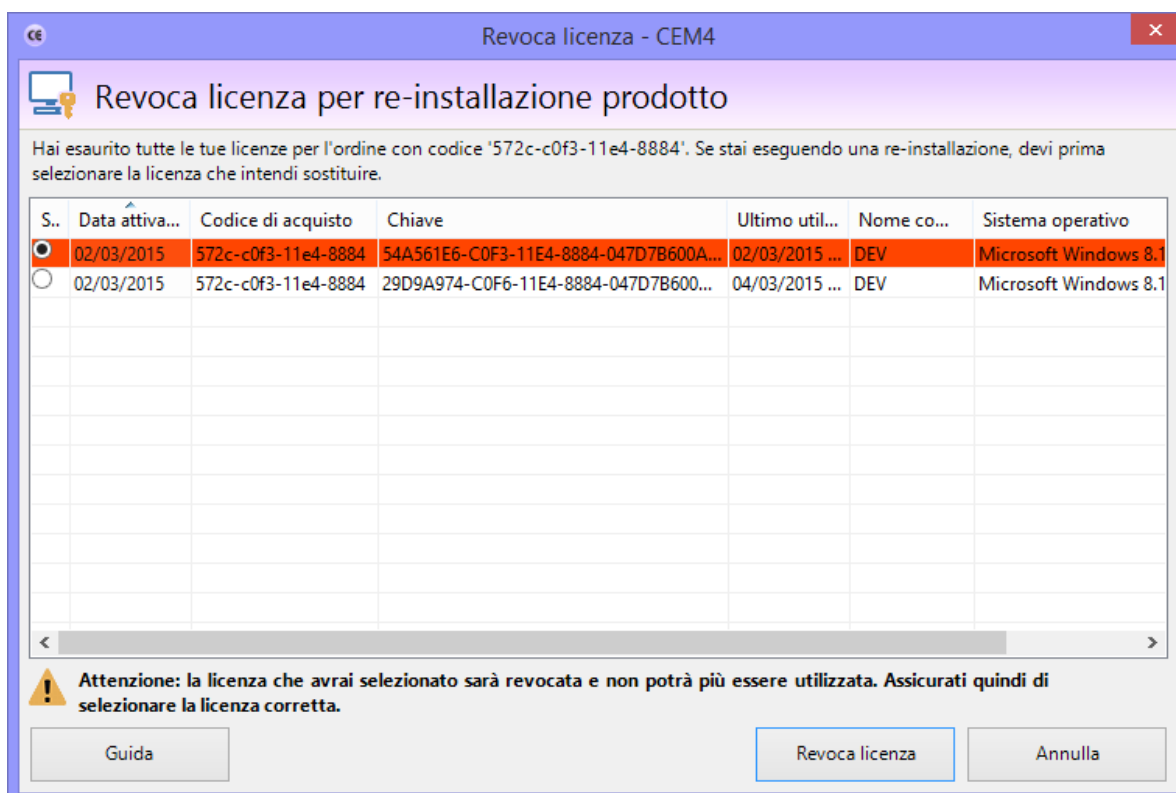 CE
Revoca licenza - CEM4
Revoca licenza per re-installazione prodotto
Hai esaurito tutte le tue licenze per l'ordine con codice '572c-c0f3-11e4-8884'. Se stai eseguendo una re-installazione, devi prima
selezionare la licenza che intendi sostituire.
S.. Data attiva... Codice di acquisto Chiave Ultimo util... Nome co... Sistema operativo
02/03/2015 572c-c0f3-11e4-8884 54A561E6-C0F3-11E4-8884-047D7B600A... 02/03/2015 ... DEV Microsoft Windows 8.1
02/03/2015 572c-c0f3-11e4-8884 29D9A974-C0F6-11E4-8884-047D7B600... 04/03/2015 ... DEV Microsoft Windows 8.1
Attenzione: la licenza che avrai selezionato sarà revocata e non potrà più essere utilizzata. Assicurati quindi di
selezionare la licenza corretta.
Guida Revoca licenza Annulla